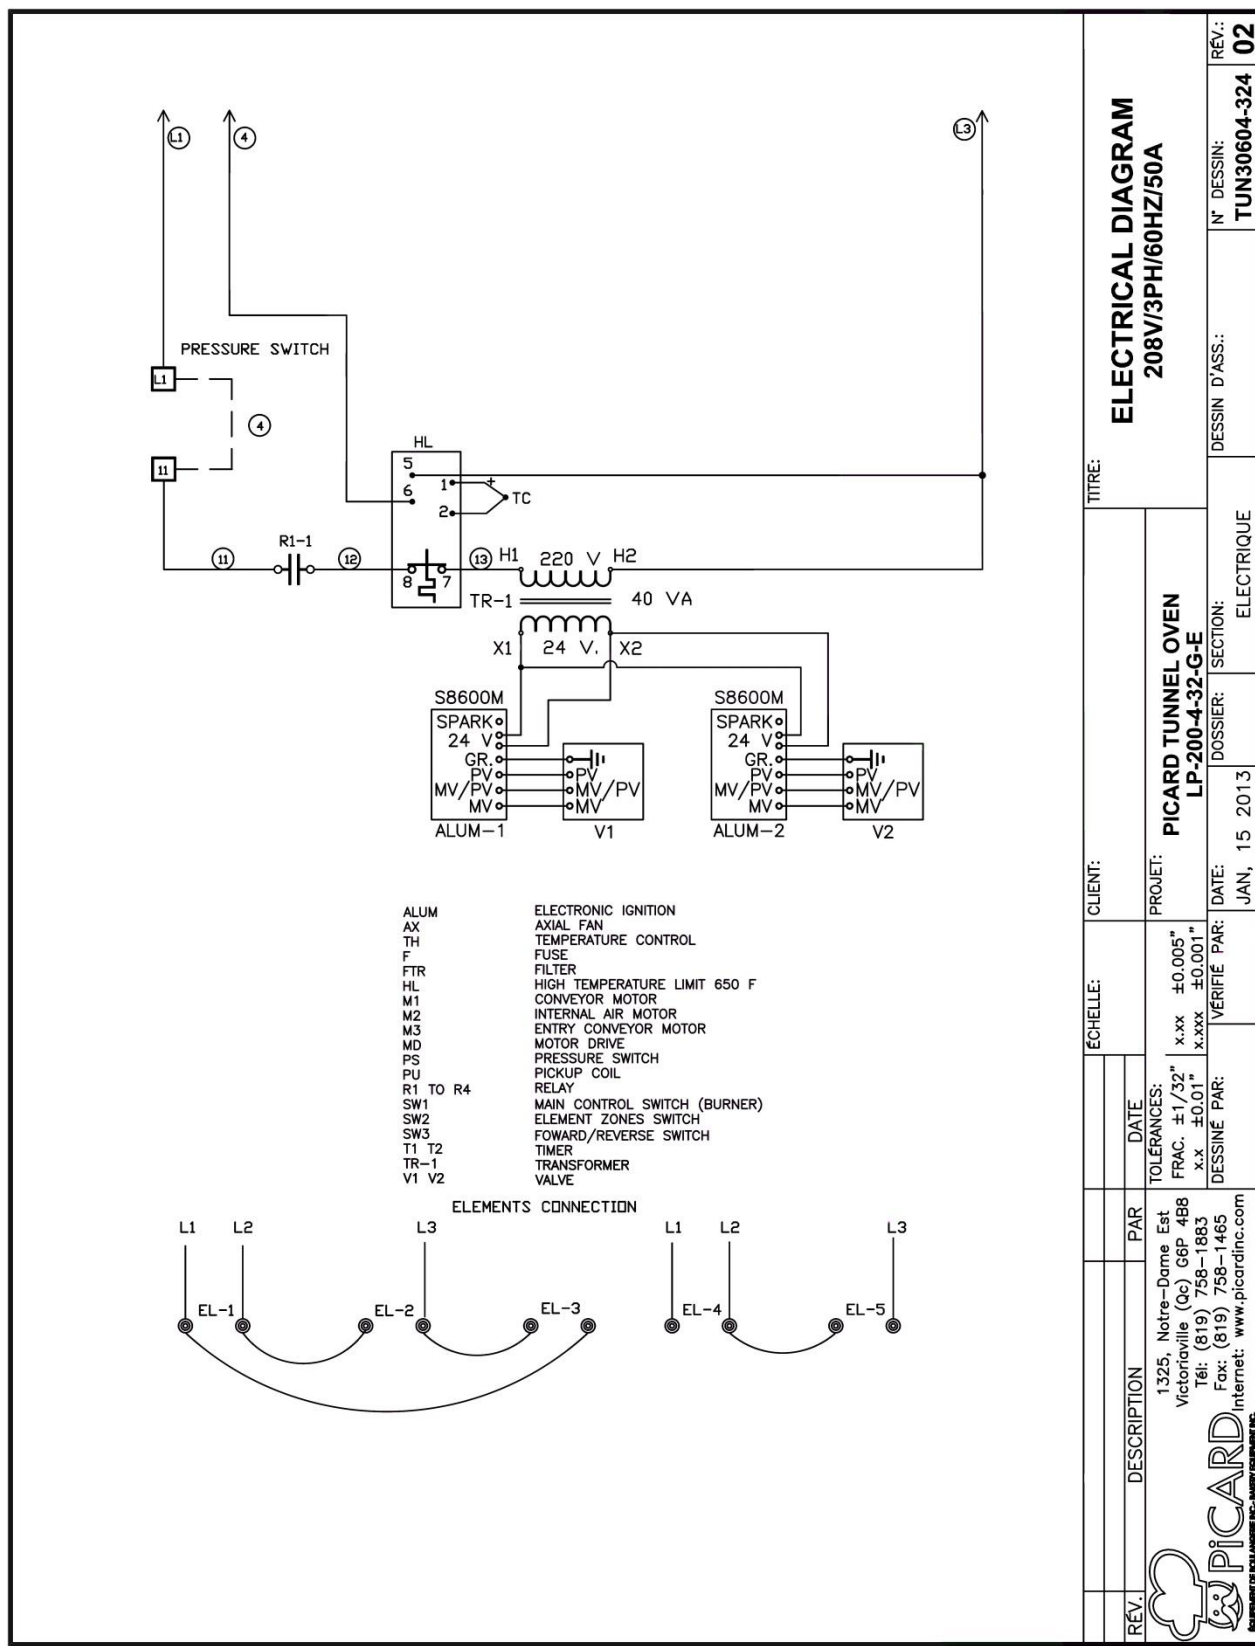 L1
4
L3
PRESSURE SWITCH
L1
4
11
HL
5
6
1
+
2
TC
11
R1-1
12
8
7
13
H1
220 V
H2
TR-1
40 VA
X1
24 V.
X2
S8600M
SPARK
24 V
GR.
PV
MV/PV
MV
ALUM-1
PV
MV/PV
MV
V1
S8600M
SPARK
24 V
GR.
PV
MV/PV
MV
ALUM-2
PV
MV/PV
MV
V2
ALUM ELECTRONIC IGNITION
AX AXIAL FAN
TH TEMPERATURE CONTROL
F FUSE
FTR FILTER
HL HIGH TEMPERATURE LIMIT 650 F
M1 CONVEYOR MOTOR
M2 INTERNAL AIR MOTOR
M3 ENTRY CONVEYOR MOTOR
MD MOTOR DRIVE
PS PRESSURE SWITCH
PU PICKUP COIL
R1 TO R4 RELAY
SW1 MAIN CONTROL SWITCH (BURNER)
SW2 ELEMENT ZONES SWITCH
SW3 FOWARD/REVERSE SWITCH
T1 T2 TIMER
TR-1 TRANSFORMER
V1 V2 VALVE
ELEMENTS CONNECTION
L1 L2 L3 L1 L2 L3
EL-1 EL-2 EL-3 EL-4 EL-5
RÉV. DESCRIPTION PAR DATE
PiCARD
1325, Notre-Dame Est
Victoriaville (Qc) G6P 4B8
Tél: (819) 758-1883
Fax: (819) 758-1465
Internet: www.picardinc.com
ÉCHELLE:
TOLÉRANCES:
FRAC. ±1/32" x.xx ±0.005"
x.x ±0.01" x.xxx ±0.001"
DESSINÉ PAR:
VÉRIFIÉ PAR:
CLIENT:
PROJET:
PICARD TUNNEL OVEN
LP-200-4-32-G-E
DATE:
JAN, 15 2013
DOSSIER:
SECTION:
ELECTRIQUE
TITRE:
ELECTRICAL DIAGRAM
208V/3PH/60HZ/50A
DESSIN D'ASS.:
N° DESSIN:
TUN30604-324
RÉV.:
02